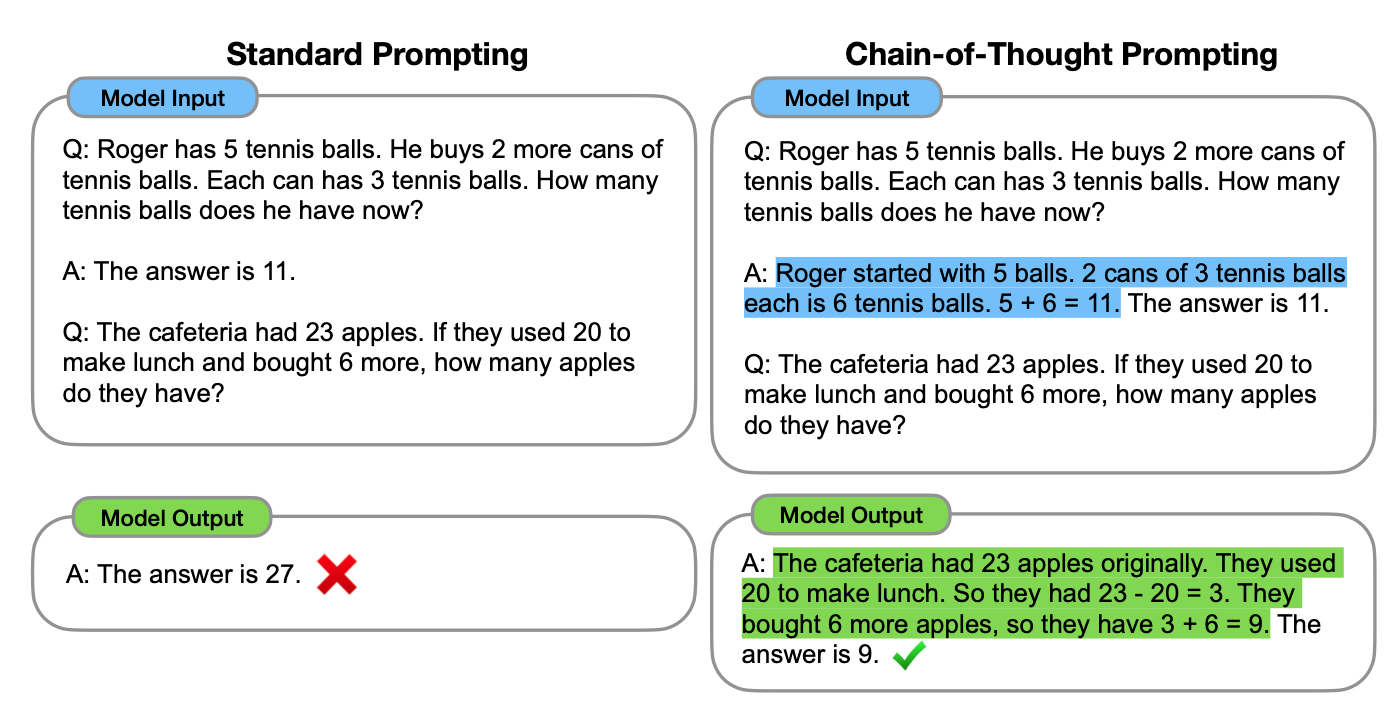 Standard Prompting
Model Input
Q: Roger has 5 tennis balls. He buys 2 more cans of
tennis balls. Each can has 3 tennis balls. How many
tennis balls does he have now?
A: The answer is 11.
Q: The cafeteria had 23 apples. If they used 20 to
make lunch and bought 6 more, how many apples
do they have?
Model Output
A: The answer is 27.
Chain-of-Thought Prompting
Model Input
Q: Roger has 5 tennis balls. He buys 2 more cans of
tennis balls. Each can has 3 tennis balls. How many
tennis balls does he have now?
A: Roger started with 5 balls. 2 cans of 3 tennis balls
each is 6 tennis balls. 5 + 6 = 11. The answer is 11.
Q: The cafeteria had 23 apples. If they used 20 to
make lunch and bought 6 more, how many apples
do they have?
Model Output
A: The cafeteria had 23 apples originally. They used
20 to make lunch. So they had 23 - 20 = 3. They
bought 6 more apples, so they have 3 + 6 = 9. The
answer is 9.